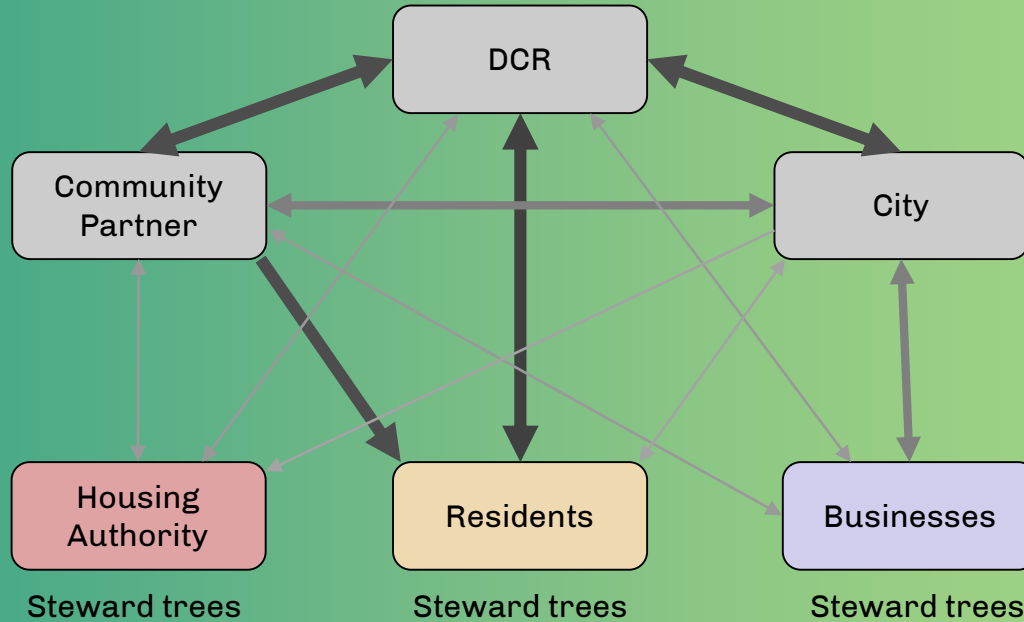 DCR
Community
Partner
City
Housing
Authority
Residents
Businesses
Steward trees
Steward trees
Steward trees